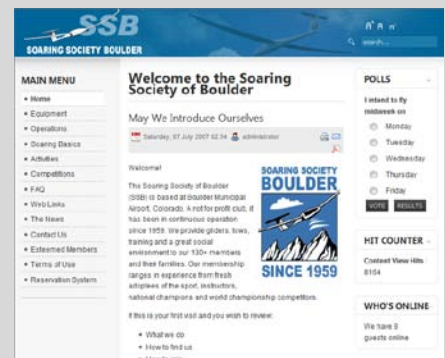 SSB
SOARING SOCIETY BOULDER
A A A
search...
MAIN MENU
Home
Equipment
Operations
Soaring Basics
Activities
Competitions
FAQ
Web Links
The News
Contact Us
Esteemed Members
Terms of Use
Reservation System
Welcome to the Soaring
Society of Boulder
May We Introduce Ourselves
Saturday, 07 July 2007 02:34 administrator
Welcome!
The Soaring Society of Boulder
(SSB) is based at Boulder Municipal
Airport, Colorado. A not for profit club, it
has been in continuous operation
since 1959. We provide gliders, tows,
training and a great social
environment to our 130+ members
and their families. Our membership
ranges in experience from fresh
adoptees of the sport, instructors,
national champions and world championship competitors.
If this is your first visit and you wish to review:
What we do
How to find us
SOARING SOCIETY
BOULDER
SINCE 1959
POLLS
I intend to fly
midweek on
Monday
Tuesday
Wednesday
Thursday
Friday
VOTE RESULTS
HIT COUNTER
Content View Hits
8164
WHO'S ONLINE
We have 8
guests online